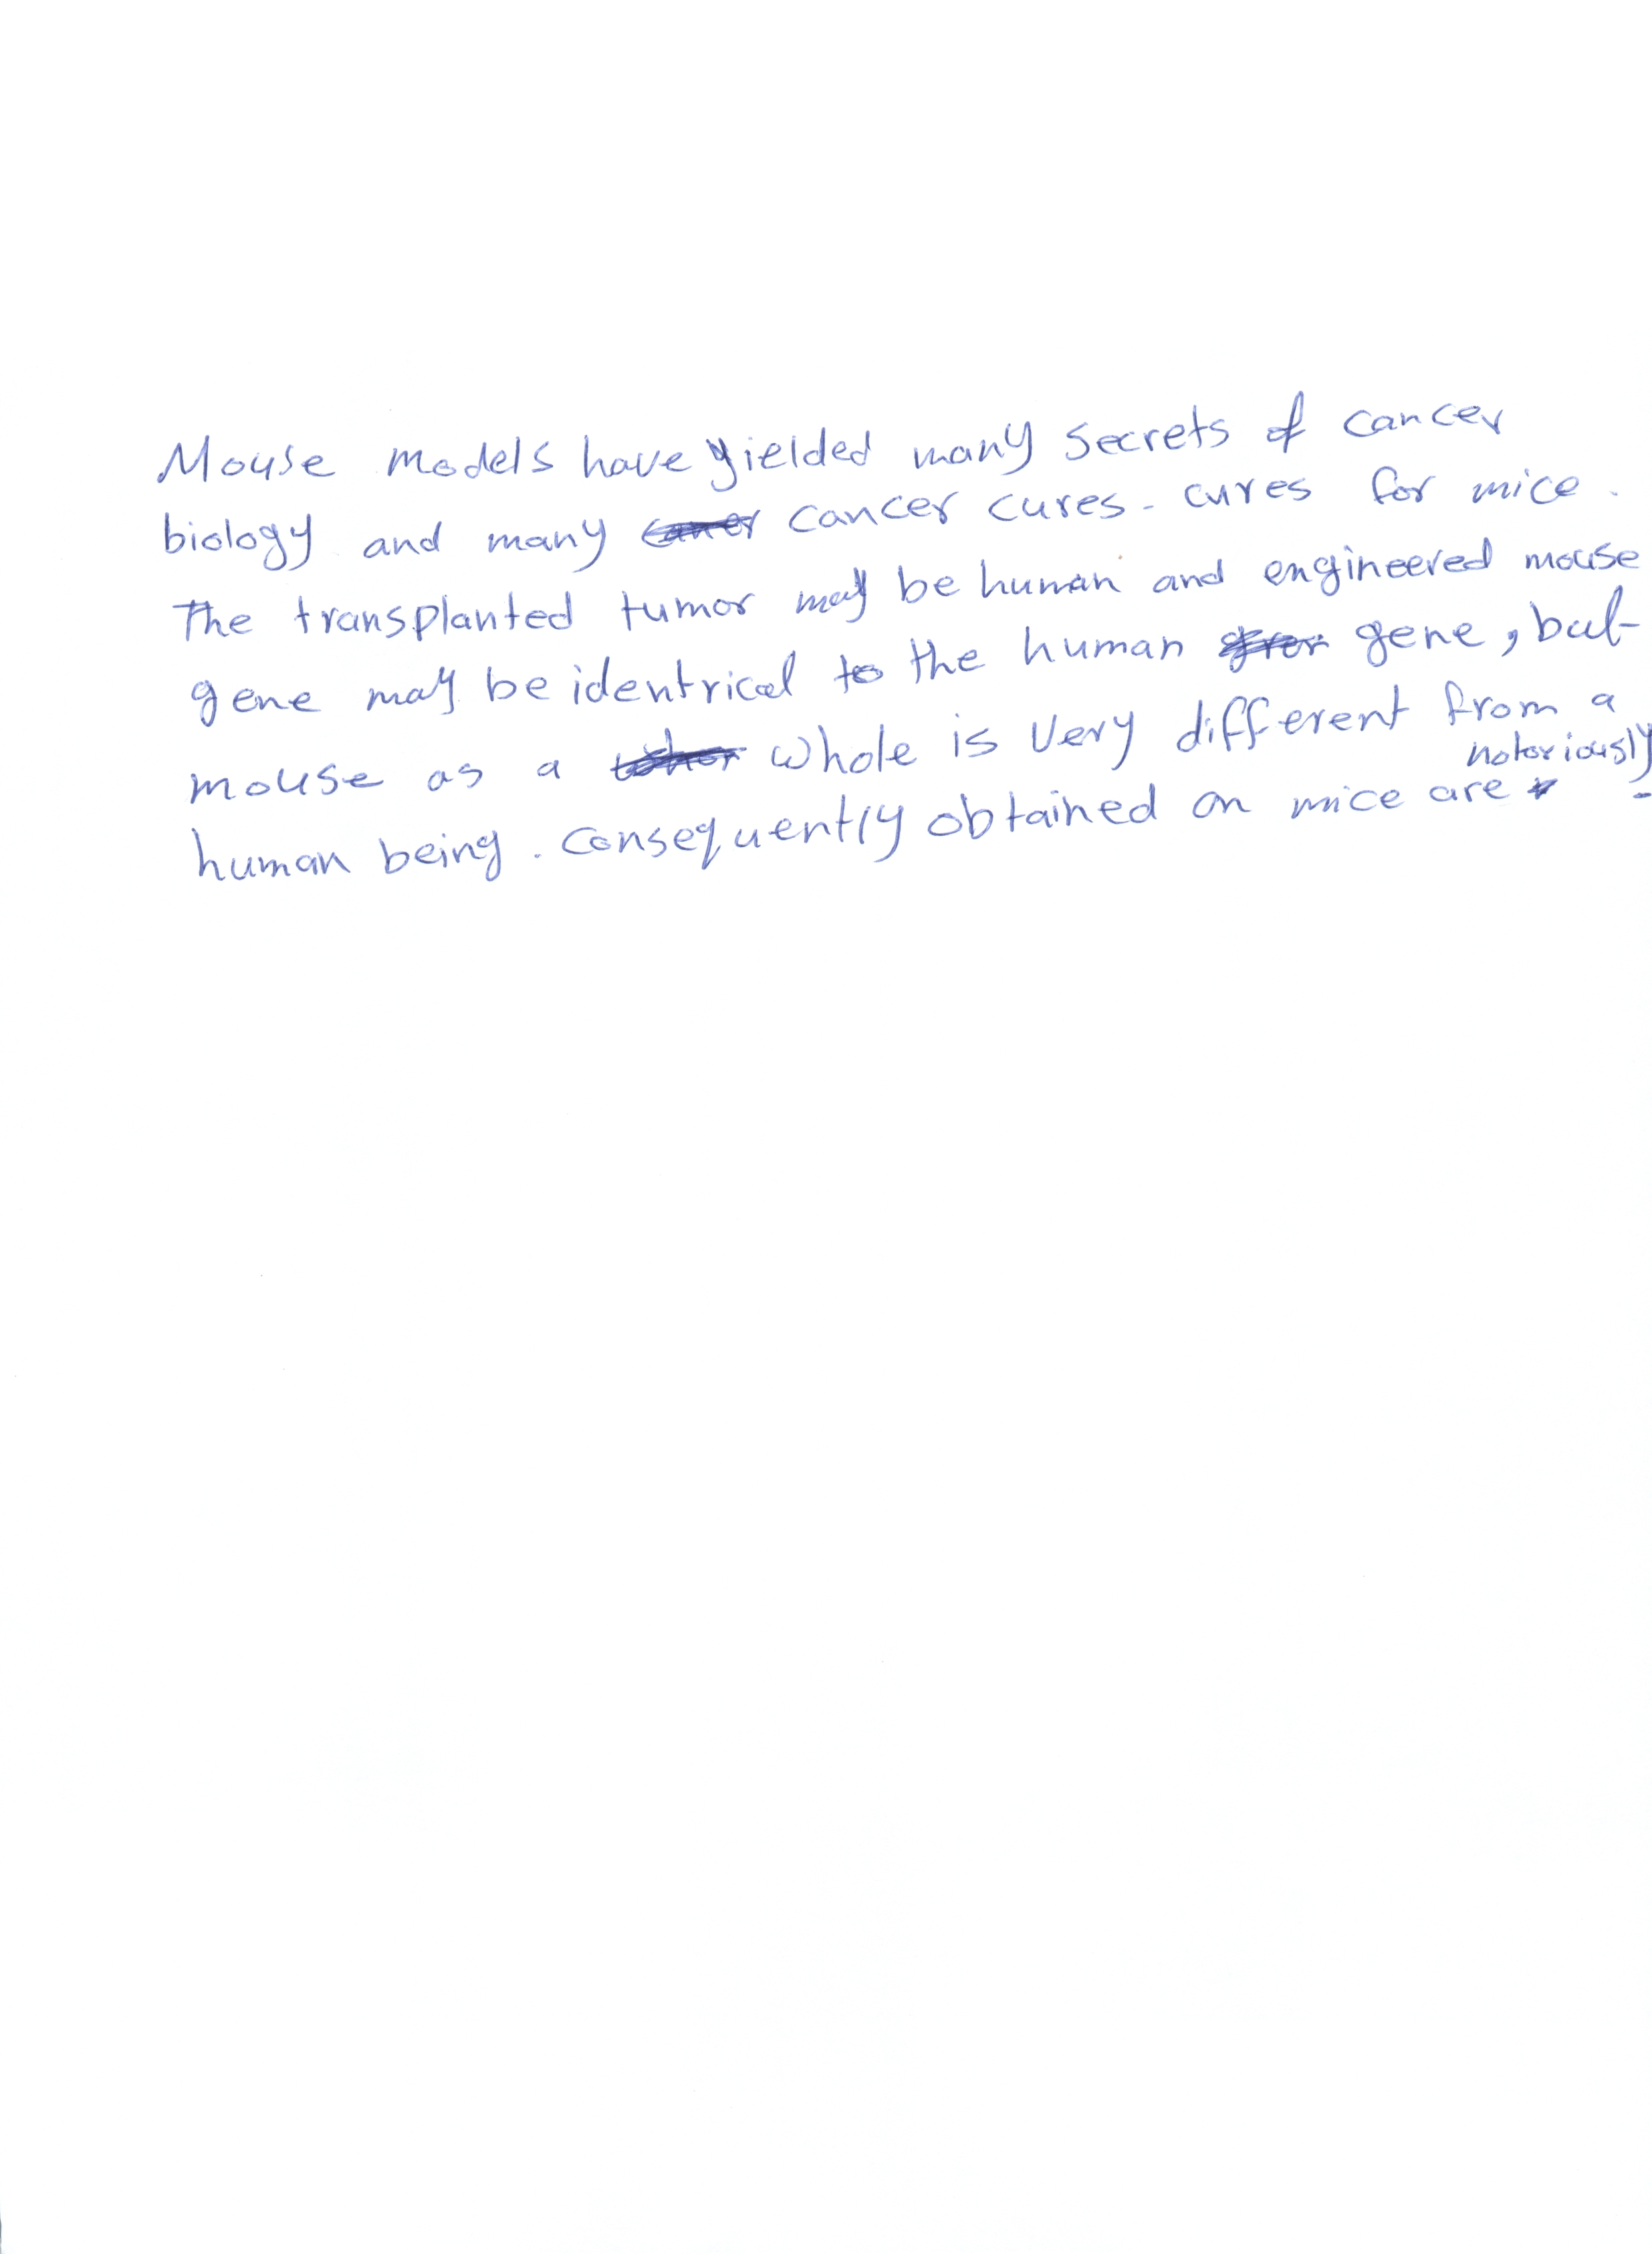 Mouse models have yielded many secrets of cancer
biology and many cancer cures - cures for mice.
The transplanted tumor may be human and engineered mouse
gene may be identrical to the human gene, but
mouse as a whole is very different from a
human being. Consequently obtained on mice are notoriously